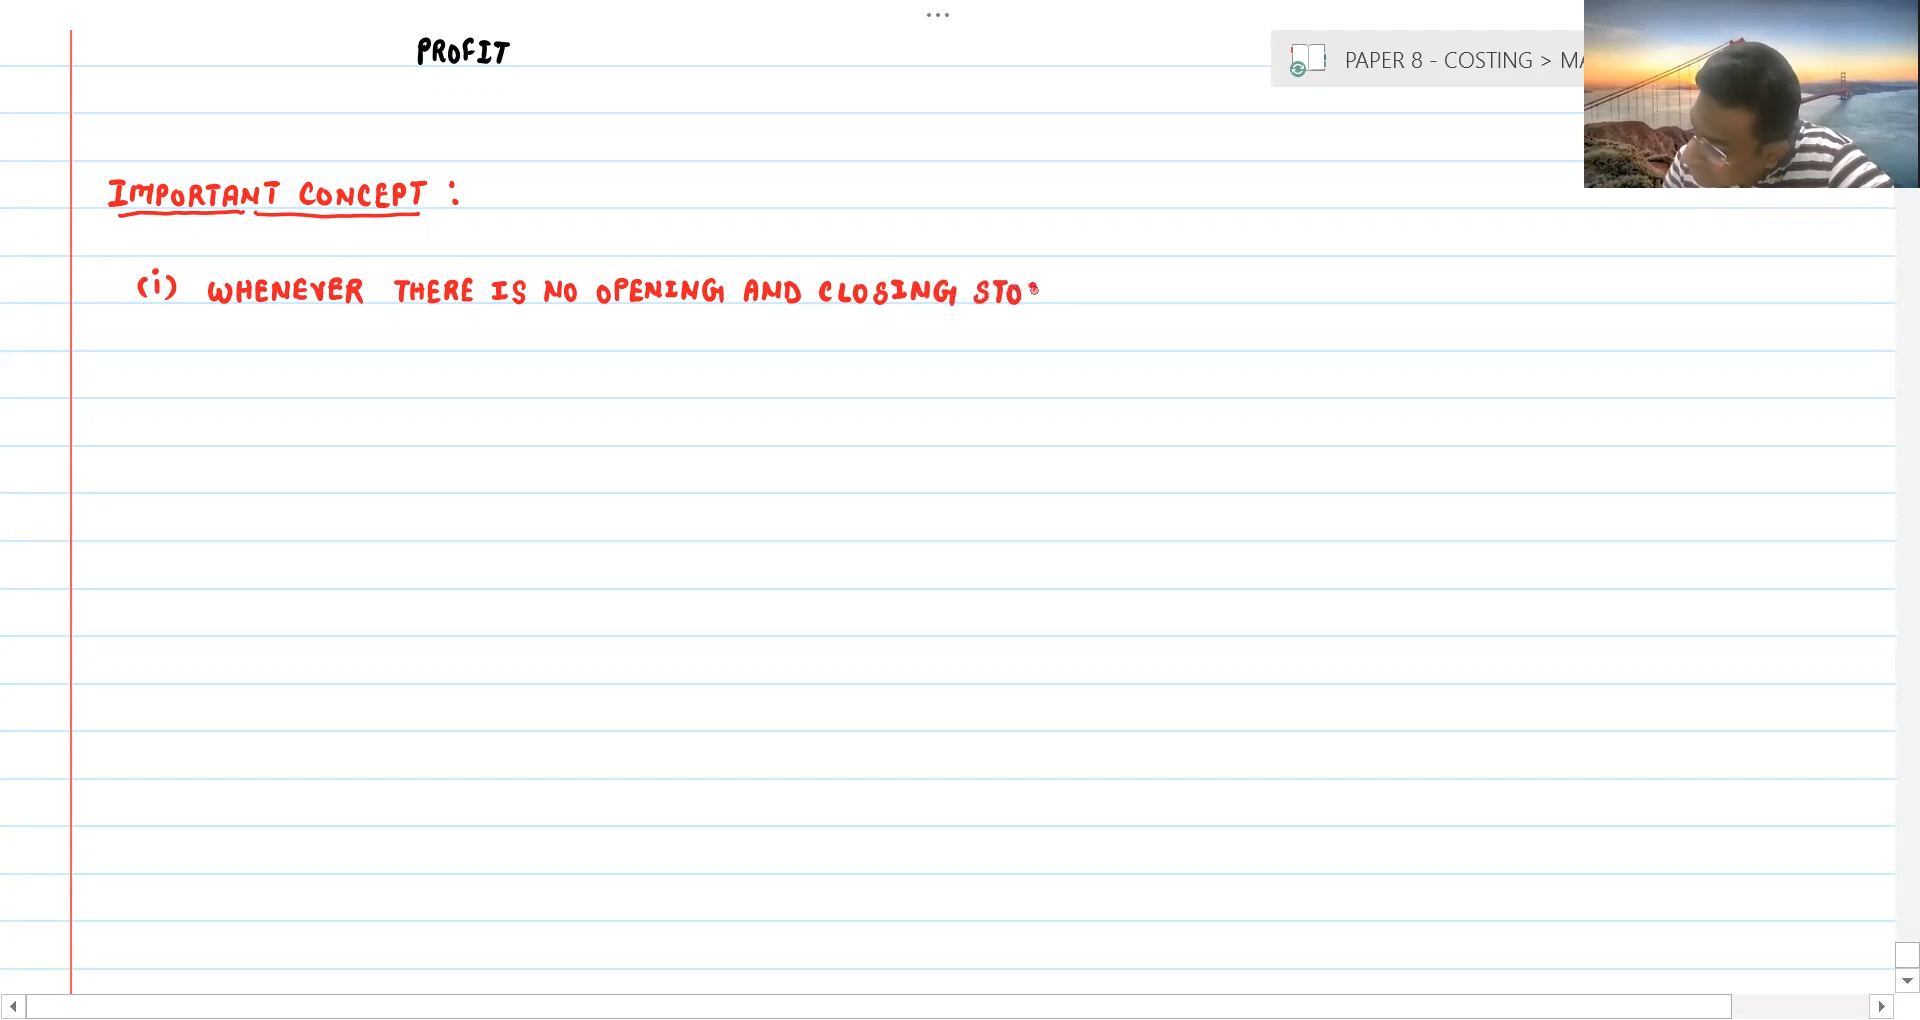 ...
PROFIT
PAPER 8 - COSTING > MA
IMPORTANT CONCEPT :
(i) WHENEVER THERE IS NO OPENING AND CLOSING STO